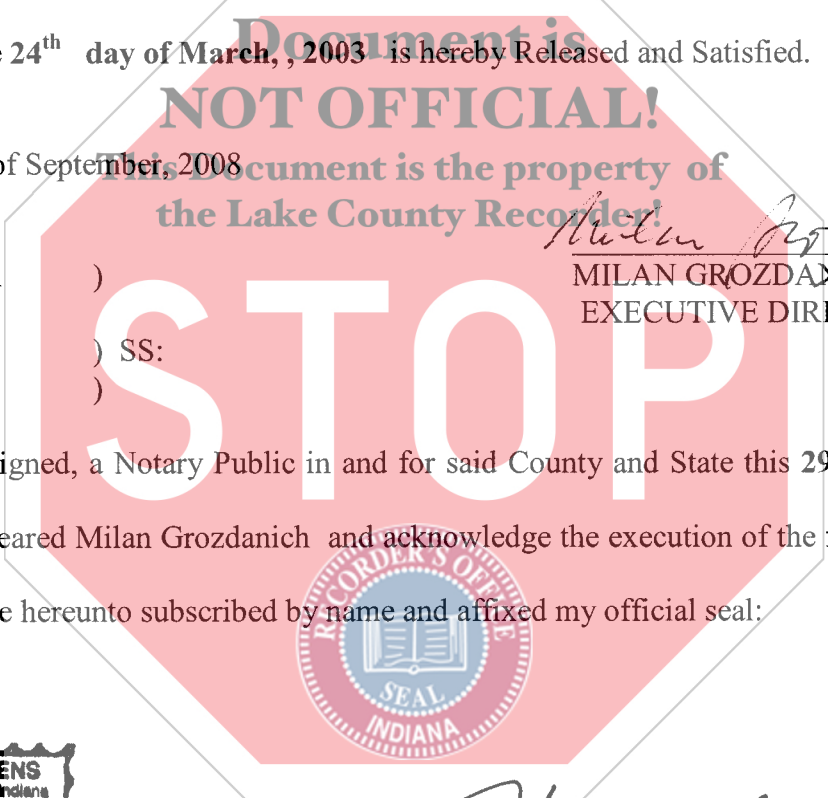 24th day of March, , 2003 is hereby Released and Satisfied.
Document is
NOT OFFICIAL!
of September, 2008
This Document is the property of
the Lake County Recorder!
) MILAN GROZDAN
EXECUTIVE DIRE
) SS:
)
STOP
igned, a Notary Public in and for said County and State this 29
eared Milan Grozdanich and acknowledge the execution of the
e hereunto subscribed by name and affixed my official seal:
RECORDER'S OFFICE
SEAL
INDIANA
ENS
Indiana